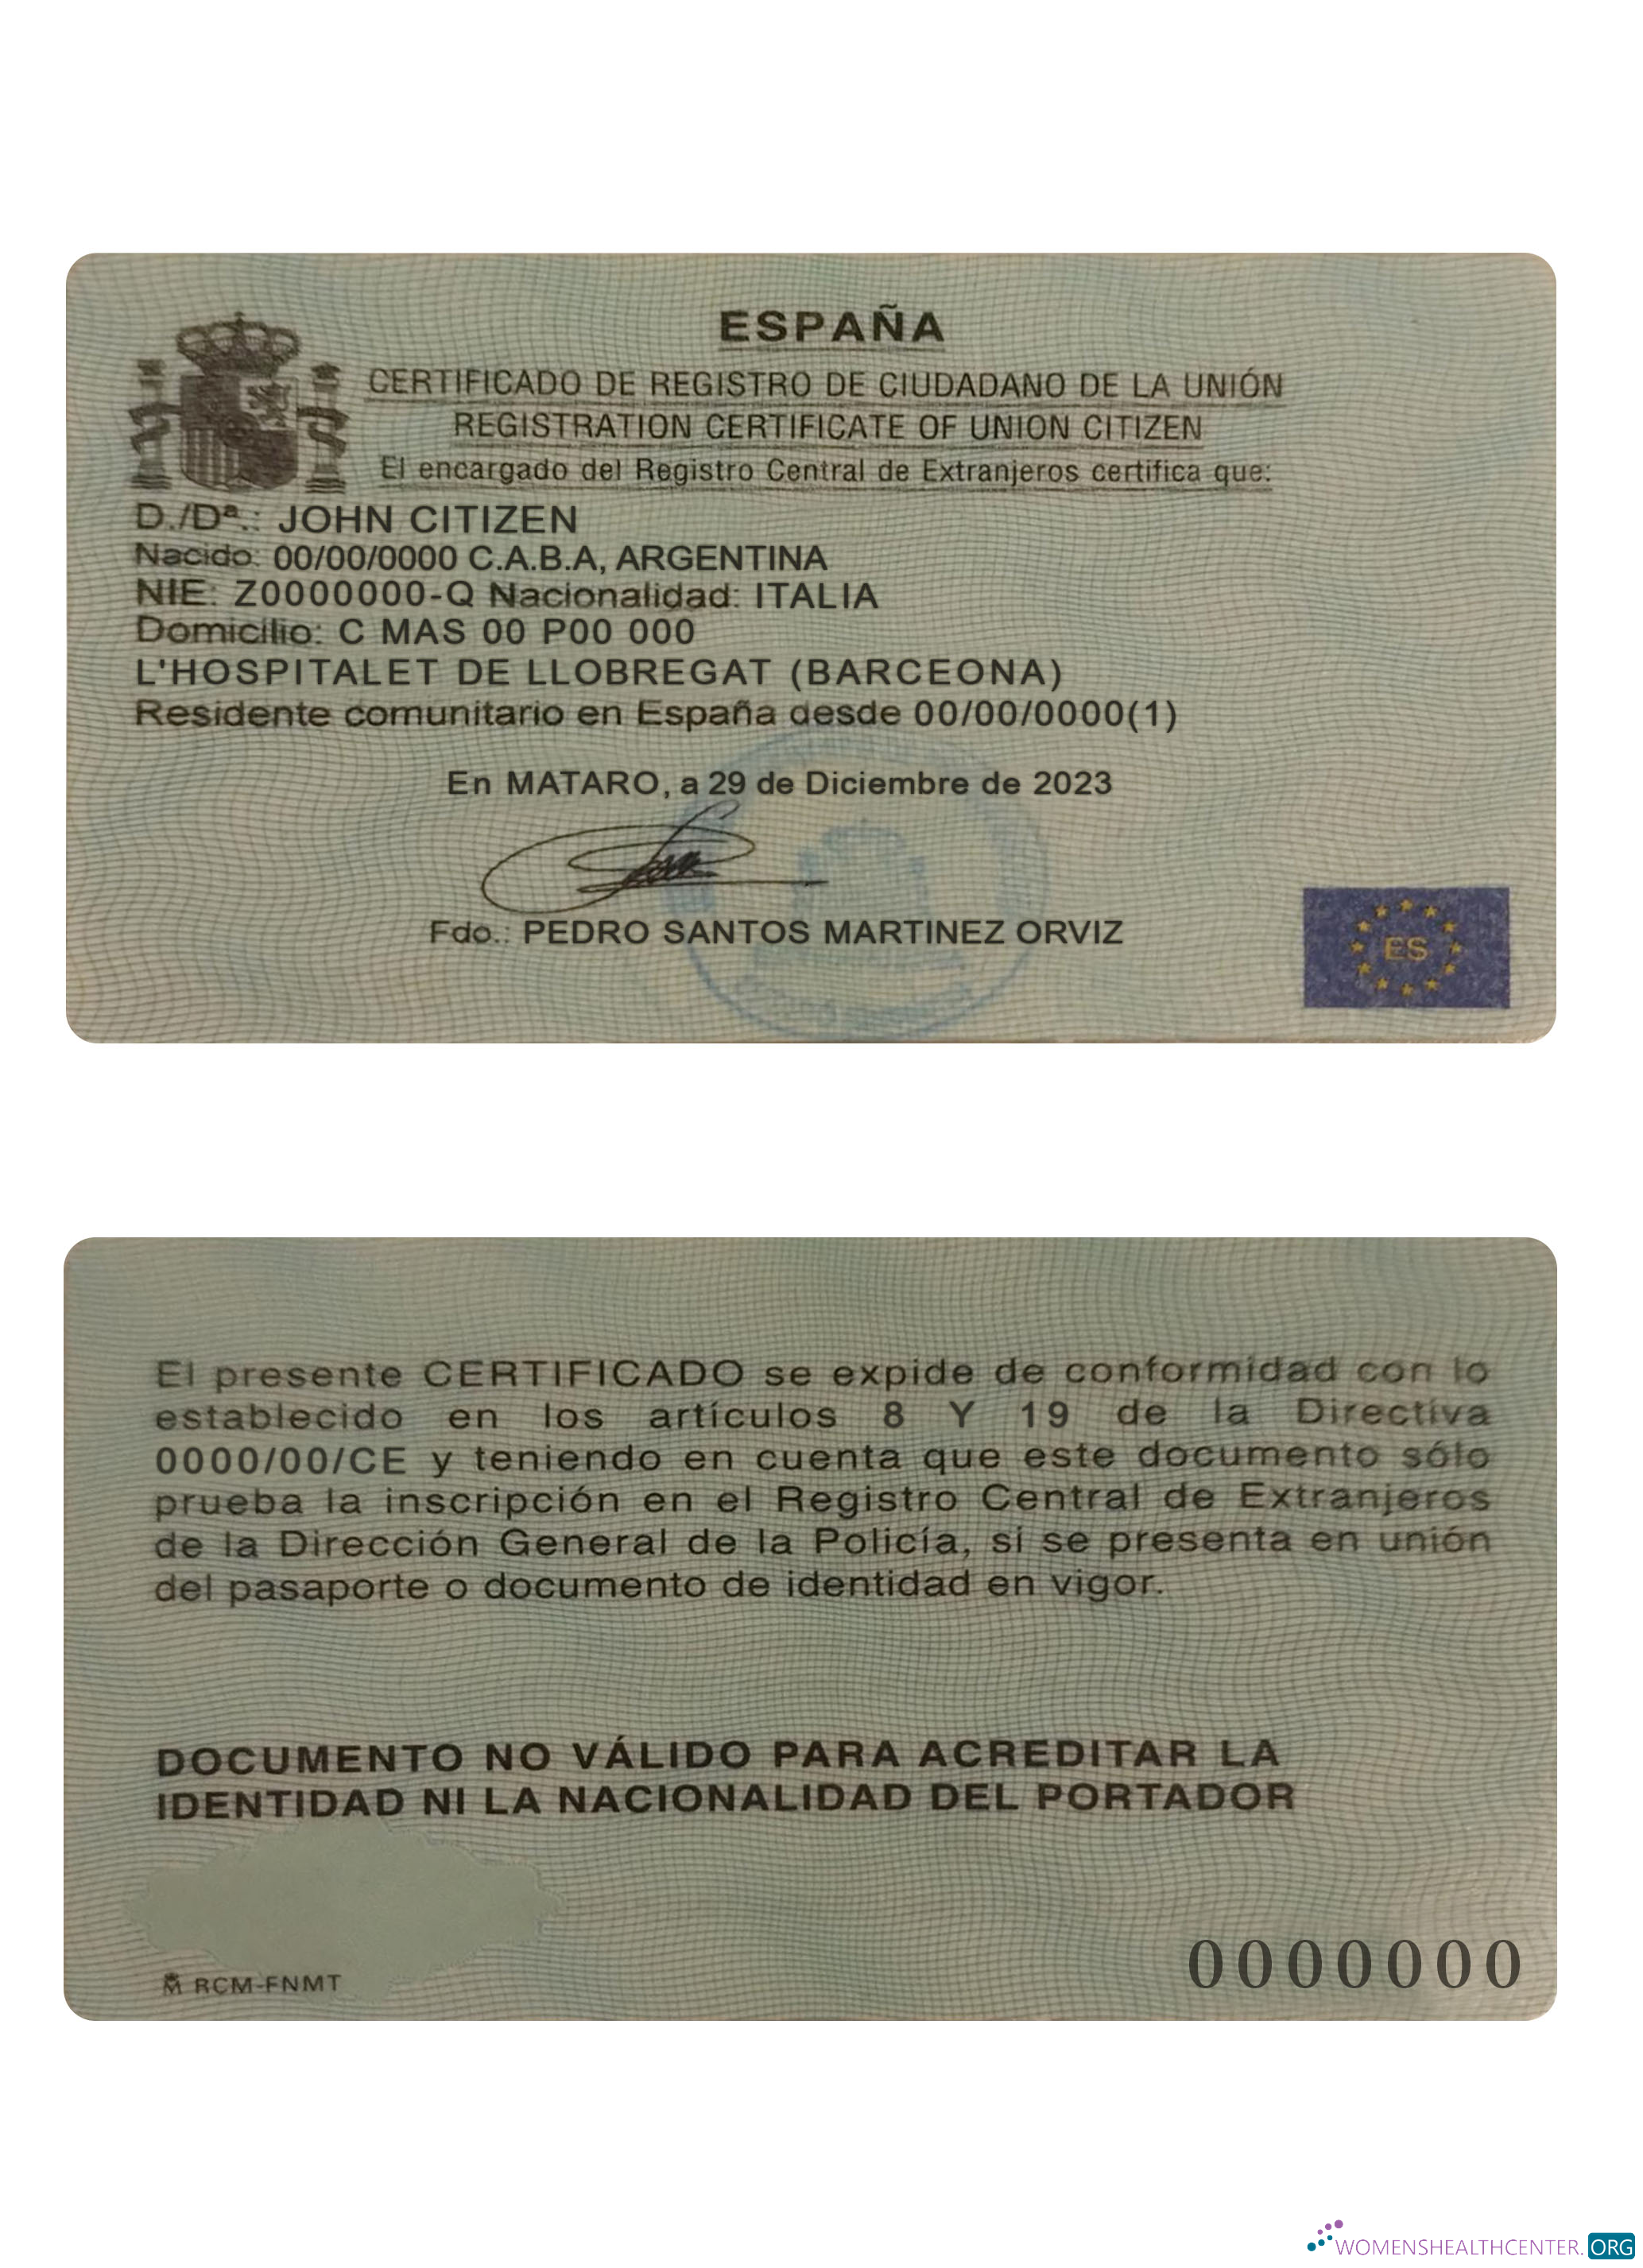 ESPAÑA
CERTIFICADO DE REGISTRO DE CIUDADANO DE LA UNIÓN
REGISTRATION CERTIFICATE OF UNION CITIZEN
El encargado del Registro Central de Extranjeros certifica que:
D./Dª.: JOHN CITIZEN
Nacido: 00/00/0000 C.A.B.A, ARGENTINA
NIE: Z0000000-Q Nacionalidad: ITALIA
Domicilio: C MAS 00 P00 000
L'HOSPITALET DE LLOBREGAT (BARCEONA)
Residente comunitario en España desde 00/00/0000(1)
En MATARO, a 29 de Diciembre de 2023
Fdo.: PEDRO SANTOS MARTINEZ ORVIZ
ES
El presente CERTIFICADO se expide de conformidad con lo
establecido en los artículos 8 Y 19 de la Directiva
0000/00/CE y teniendo en cuenta que este documento sólo
prueba la inscripción en el Registro Central de Extranjeros
de la Dirección General de la Policía, si se presenta en unión
del pasaporte o documento de identidad en vigor.
DOCUMENTO NO VÁLIDO PARA ACREDITAR LA
IDENTIDAD NI LA NACIONALIDAD DEL PORTADOR
RCM-FNMT
0000000
WOMENSHEALTHCENTER.ORG